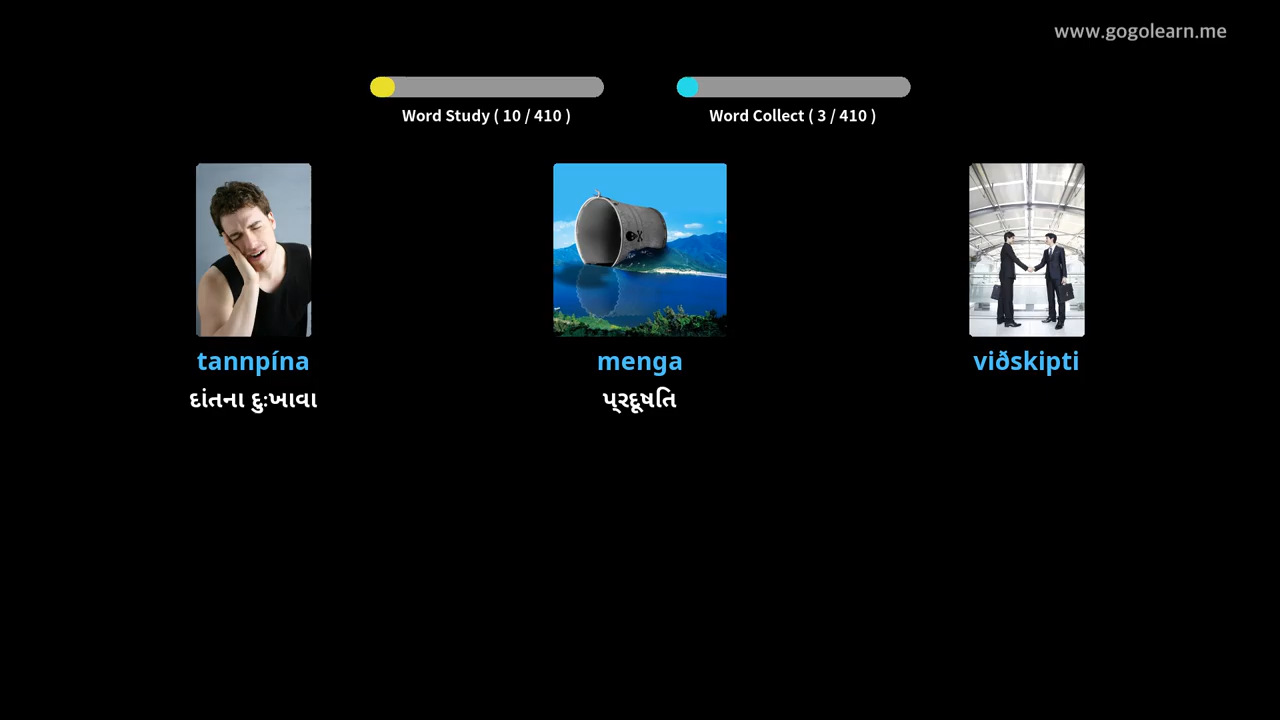 www.gogolearn.me
Word Study ( 10 / 410 )
Word Collect ( 3 / 410 )
tannpína
menga
viðskipti
દાંતના દુઃખાવા
પ્રદૂષતિ